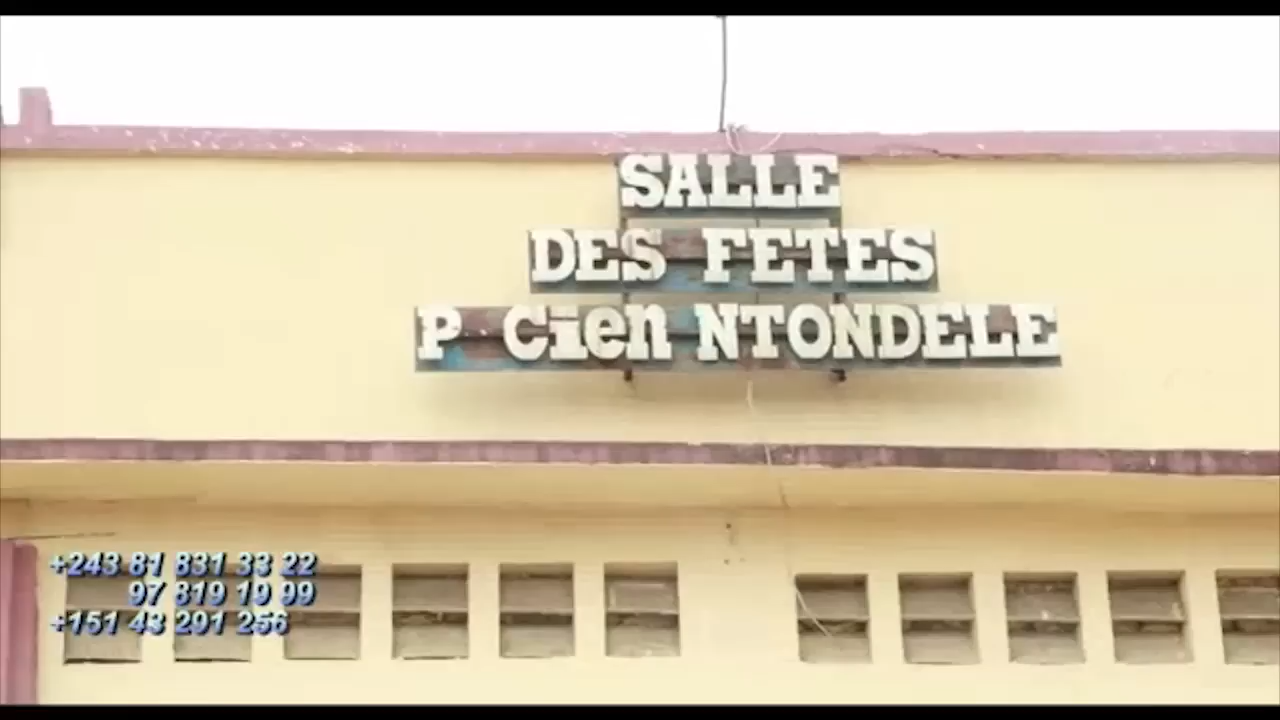 SALLE
DES FETES
P. Cien NTONDELE
+243 81 831 33 22
97 819 19 99
+151 43 291 256